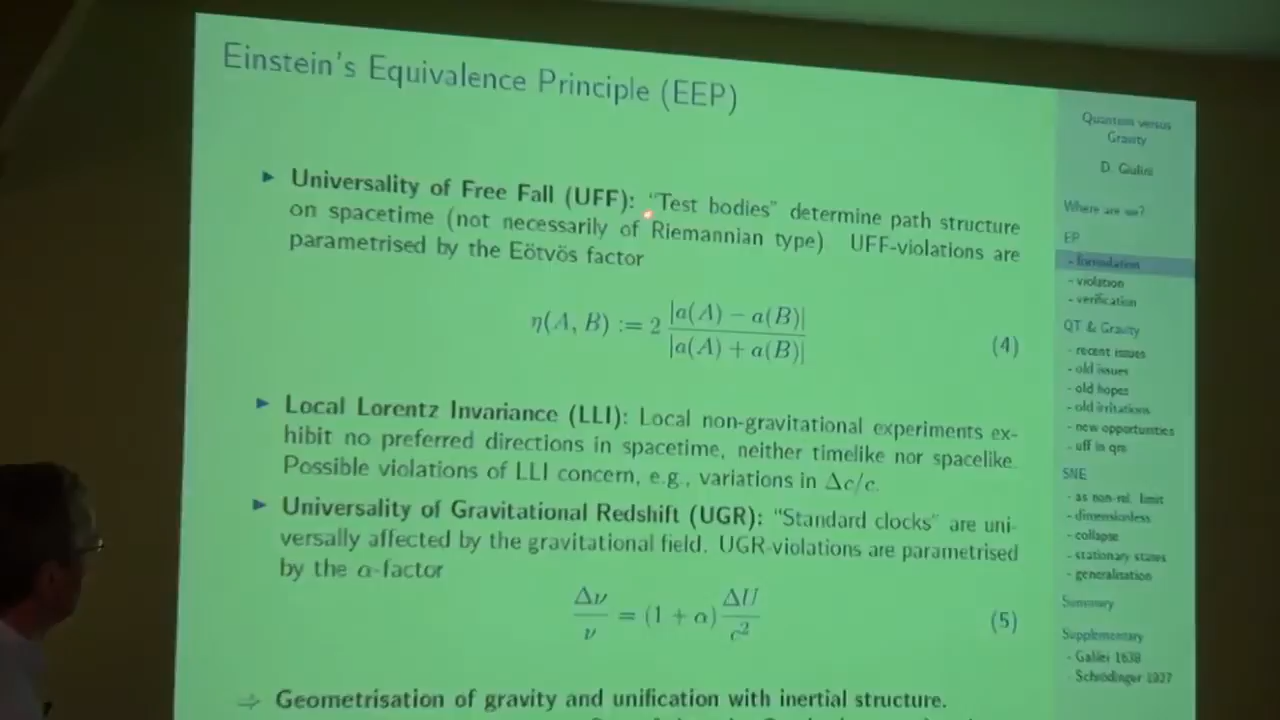 Einstein's Equivalence Principle (EEP)
▶ Universality of Free Fall (UFF): "Test bodies" determine path structure
on spacetime (not necessarily of Riemannian type). UFF-violations are
parametrised by the Eötvös factor
η(A, B) := 2 |a(A) − a(B)| / |a(A) + a(B)| (4)
▶ Local Lorentz Invariance (LLI): Local non-gravitational experiments ex-
hibit no preferred directions in spacetime, neither timelike nor spacelike.
Possible violations of LLI concern, e.g., variations in Δc/c.
▶ Universality of Gravitational Redshift (UGR): "Standard clocks" are uni-
versally affected by the gravitational field. UGR-violations are parametrised
by the α-factor
Δν/ν = (1 + α) ΔU/c² (5)
⇒ Geometrisation of gravity and unification with inertial structure.
Quantum versus
Gravity
D. Giulini
Where are we?
EP
- formulation
- violation
- verification
QT & Gravity
- recent issues
- old issues
- old hopes
- old irritations
- new opportunities
- uff in qm
SNE
- as non-rel. limit
- dimensionless
- collapse
- stationary states
- generalisation
Summary
Supplementary
- Galilei 1638
- Schrödinger 1927